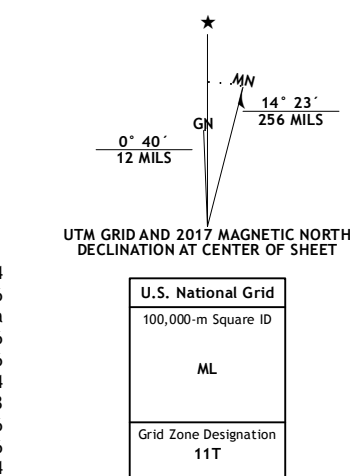 ★
MN
14° 23´
256 MILS
GN
0° 40´
12 MILS
UTM GRID AND 2017 MAGNETIC NORTH
DECLINATION AT CENTER OF SHEET
U.S. National Grid
100,000-m Square ID
ML
Grid Zone Designation
11T